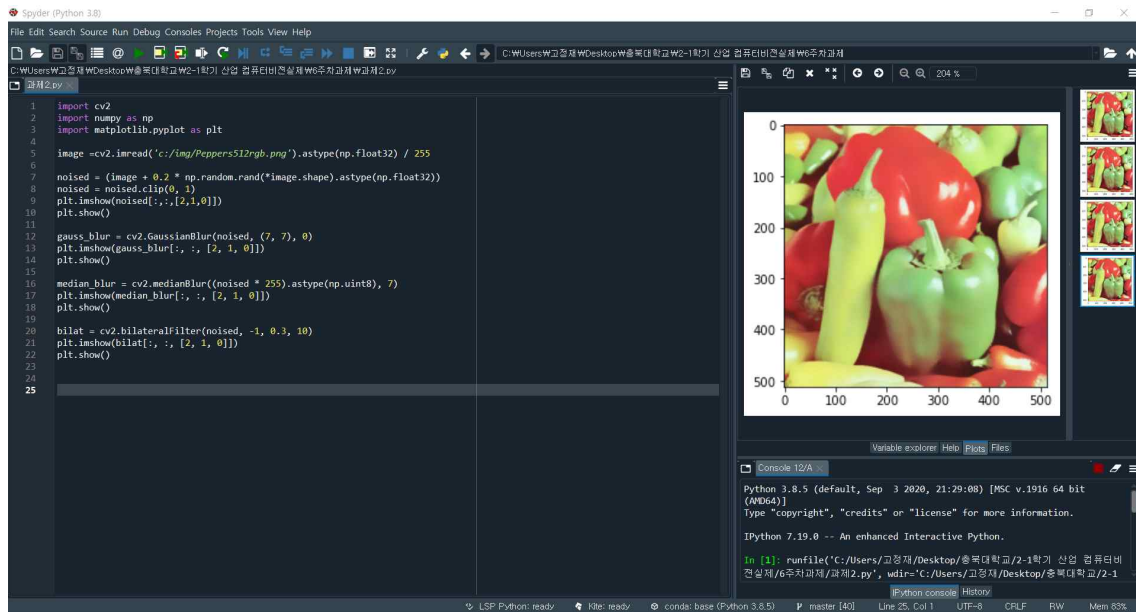 Spyder (Python 3.8)
File Edit Search Source Run Debug Consoles Projects Tools View Help
C:₩Users₩고정재₩Desktop₩충북대학교₩2-1학기 산업 컴퓨터비전실제₩6주차과제
C:₩Users₩고정재₩Desktop₩충북대학교₩2-1학기 산업 컴퓨터비전실제₩6주차과제₩과제2.py
과제2.py
1 import cv2
2 import numpy as np
3 import matplotlib.pyplot as plt
4
5 image =cv2.imread('c:/img/Peppers512rgb.png').astype(np.float32) / 255
6
7 noised = (image + 0.2 * np.random.rand(*image.shape).astype(np.float32))
8 noised = noised.clip(0, 1)
9 plt.imshow(noised[:,:,[2,1,0]])
10 plt.show()
11
12 gauss_blur = cv2.GaussianBlur(noised, (7, 7), 0)
13 plt.imshow(gauss_blur[:, :, [2, 1, 0]])
14 plt.show()
15
16 median_blur = cv2.medianBlur((noised * 255).astype(np.uint8), 7)
17 plt.imshow(median_blur[:, :, [2, 1, 0]])
18 plt.show()
19
20 bilat = cv2.bilateralFilter(noised, -1, 0.3, 10)
21 plt.imshow(bilat[:, :, [2, 1, 0]])
22 plt.show()
23
24
25
204 %
0
100
200
300
400
500
0 100 200 300 400 500
Variable explorer Help Plots Files
Console 12/A
Python 3.8.5 (default, Sep 3 2020, 21:29:08) [MSC v.1916 64 bit
(AMD64)]
Type "copyright", "credits" or "license" for more information.
IPython 7.19.0 -- An enhanced Interactive Python.
In [1]: runfile('C:/Users/고정재/Desktop/충북대학교/2-1학기 산업 컴퓨터비
전실제/6주차과제/과제2.py', wdir='C:/Users/고정재/Desktop/충북대학교/2-1
IPython console History
LSP Python: ready Kite: ready conda: base (Python 3.8.5) master [40] Line 25, Col 1 UTF-8 CRLF RW Mem 83%